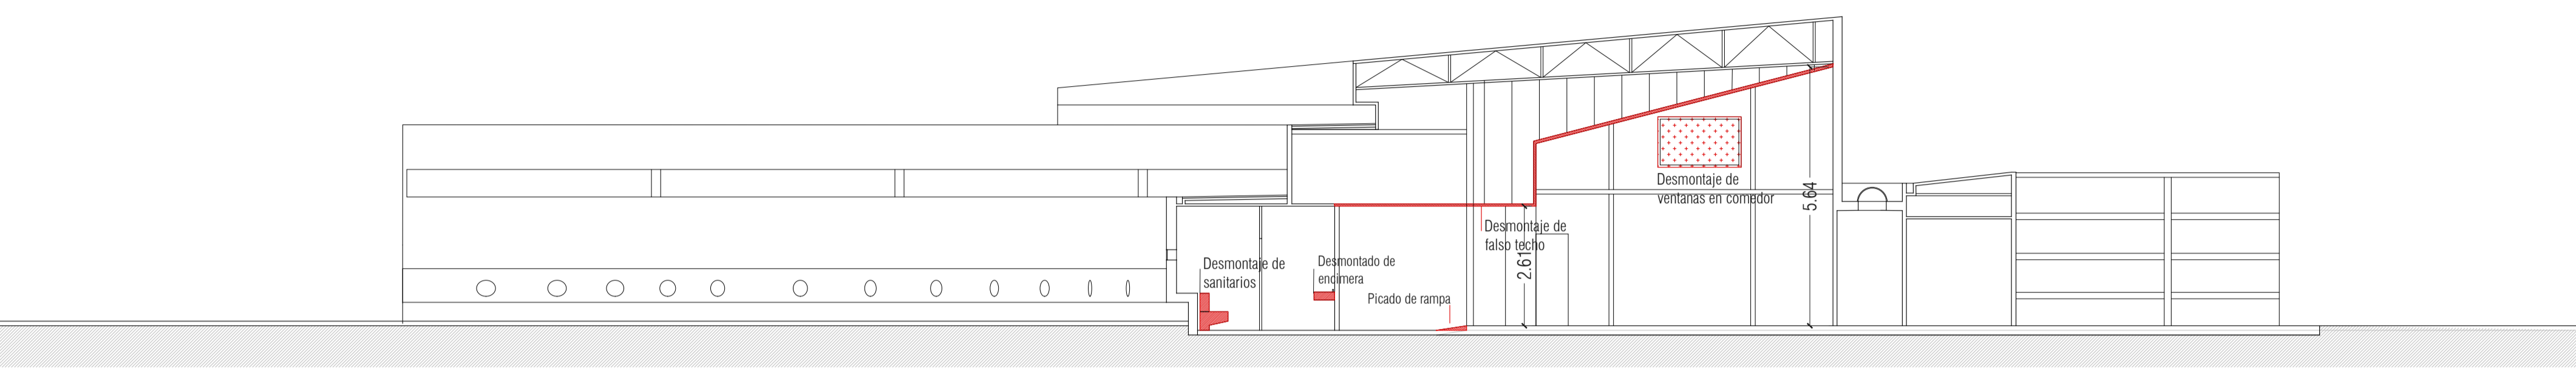 Desmontaje de
ventanas en comedor
5.64
Desmontaje de
falso techo
2.61
Desmontaje de
sanitarios
Desmontado de
encimera
Picado de rampa